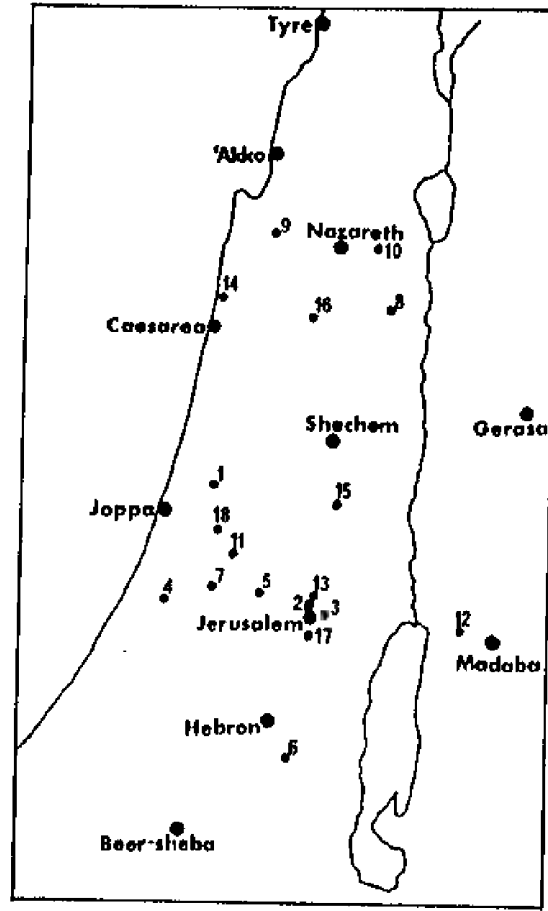 Tyre
'Akko
9
Nazareth
10
14
16
8
Caesarea
Shechem
Gerasa
1
15
Joppa
18
11
7
5
4
13
2
3
Jerusalem
17
12
Madaba
Hebron
6
Beer-sheba